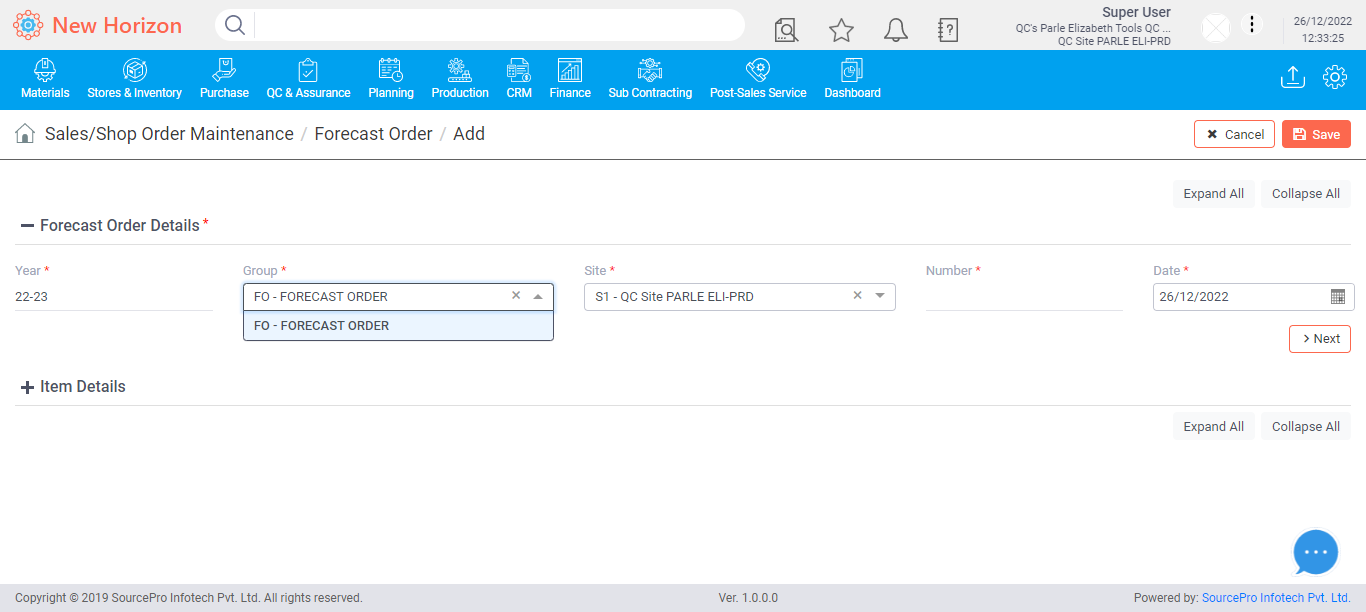 New Horizon
Super User
QC's Parle Elizabeth Tools QC ...
QC Site PARLE ELI-PRD
26/12/2022
12:33:25
Materials Stores & Inventory Purchase QC & Assurance Planning Production CRM Finance Sub Contracting Post-Sales Service Dashboard
Sales/Shop Order Maintenance / Forecast Order / Add
Cancel Save
Expand All Collapse All
Forecast Order Details *
Year * Group * Site * Number * Date *
22-23 FO - FORECAST ORDER S1 - QC Site PARLE ELI-PRD 26/12/2022
FO - FORECAST ORDER
Next
Item Details
Expand All Collapse All
Copyright © 2019 SourcePro Infotech Pvt. Ltd. All rights reserved. Ver. 1.0.0.0 Powered by: SourcePro Infotech Pvt. Ltd.